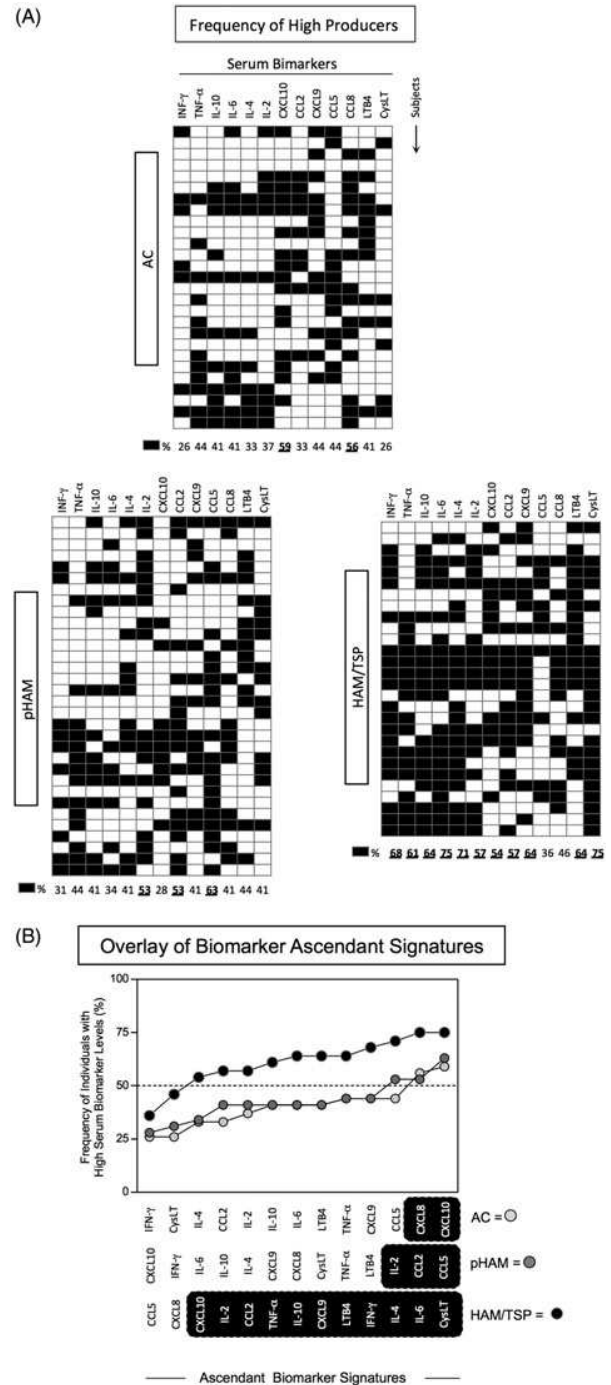 (A)
Frequency of High Producers
Serum Bimarkers
INF-γ TNF-α IL-10 IL-6 IL-4 IL-2 CXCL10 CCL2 CXCL9 CCL5 CCL8 LTB4 CysLT
Subjects
AC
% 26 44 41 41 33 37 59 33 44 44 56 41 26
INF-γ TNF-α IL-10 IL-6 IL-4 IL-2 CXCL10 CCL2 CXCL9 CCL5 CCL8 LTB4 CysLT
pHAM
% 31 44 41 34 41 53 28 53 41 63 41 44 41
INF-γ TNF-α IL-10 IL-6 IL-4 IL-2 CXCL10 CCL2 CXCL9 CCL5 CCL8 LTB4 CysLT
HAM/TSP
% 68 61 64 75 71 57 54 57 64 36 46 64 75
(B)
Overlay of Biomarker Ascendant Signatures
Frequency of Individuals with
High Serum Biomarker Levels (%)
100
75
50
25
0
IFN-γ CysLT IL-4 CCL2 IL-2 IL-10 IL-6 LTB4 TNF-α CXCL9 CCL5 CXCL8 CXCL10
AC =
CXCL10 IFN-γ IL-6 IL-10 IL-4 CXCL9 CXCL8 CysLT TNF-α LTB4 IL-2 CCL2 CCL5
pHAM =
CCL5 CXCL8 CXCL10 IL-2 CCL2 TNF-α IL-10 CXCL9 LTB4 IFN-γ IL-4 IL-6 CysLT
HAM/TSP =
Ascendant Biomarker Signatures